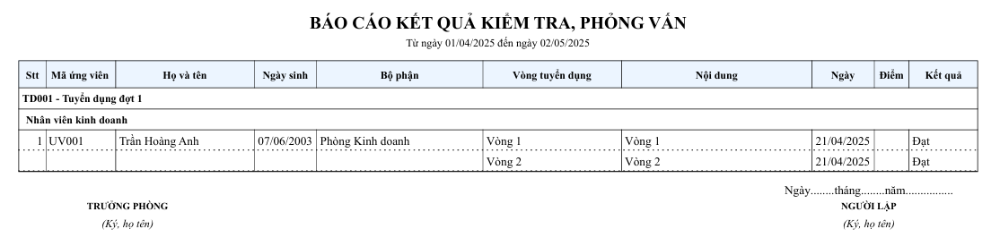 BÁO CÁO KẾT QUẢ KIỂM TRA, PHỎNG VẤN
Từ ngày 01/04/2025 đến ngày 02/05/2025
Stt Mã ứng viên Họ và tên Ngày sinh Bộ phận Vòng tuyển dụng Nội dung Ngày Điểm Kết quả
TD001 - Tuyển dụng đợt 1
Nhân viên kinh doanh
1 UV001 Trần Hoàng Anh 07/06/2003 Phòng Kinh doanh Vòng 1 Vòng 1 21/04/2025 Đạt
Vòng 2 Vòng 2 21/04/2025 Đạt
Ngày........tháng........năm................
TRƯỞNG PHÒNG NGƯỜI LẬP
(Ký, họ tên) (Ký, họ tên)